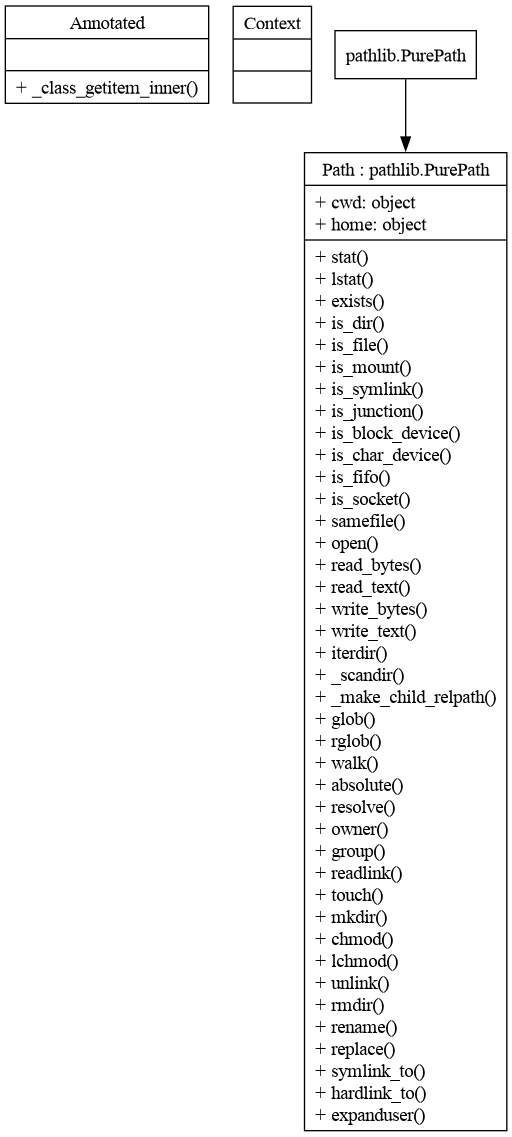 Annotated
+ _class_getitem_inner()
Context
pathlib.PurePath
Path : pathlib.PurePath
+ cwd: object
+ home: object
+ stat()
+ lstat()
+ exists()
+ is_dir()
+ is_file()
+ is_mount()
+ is_symlink()
+ is_junction()
+ is_block_device()
+ is_char_device()
+ is_fifo()
+ is_socket()
+ samefile()
+ open()
+ read_bytes()
+ read_text()
+ write_bytes()
+ write_text()
+ iterdir()
+ _scandir()
+ _make_child_relpath()
+ glob()
+ rglob()
+ walk()
+ absolute()
+ resolve()
+ owner()
+ group()
+ readlink()
+ touch()
+ mkdir()
+ chmod()
+ lchmod()
+ unlink()
+ rmdir()
+ rename()
+ replace()
+ symlink_to()
+ hardlink_to()
+ expanduser()